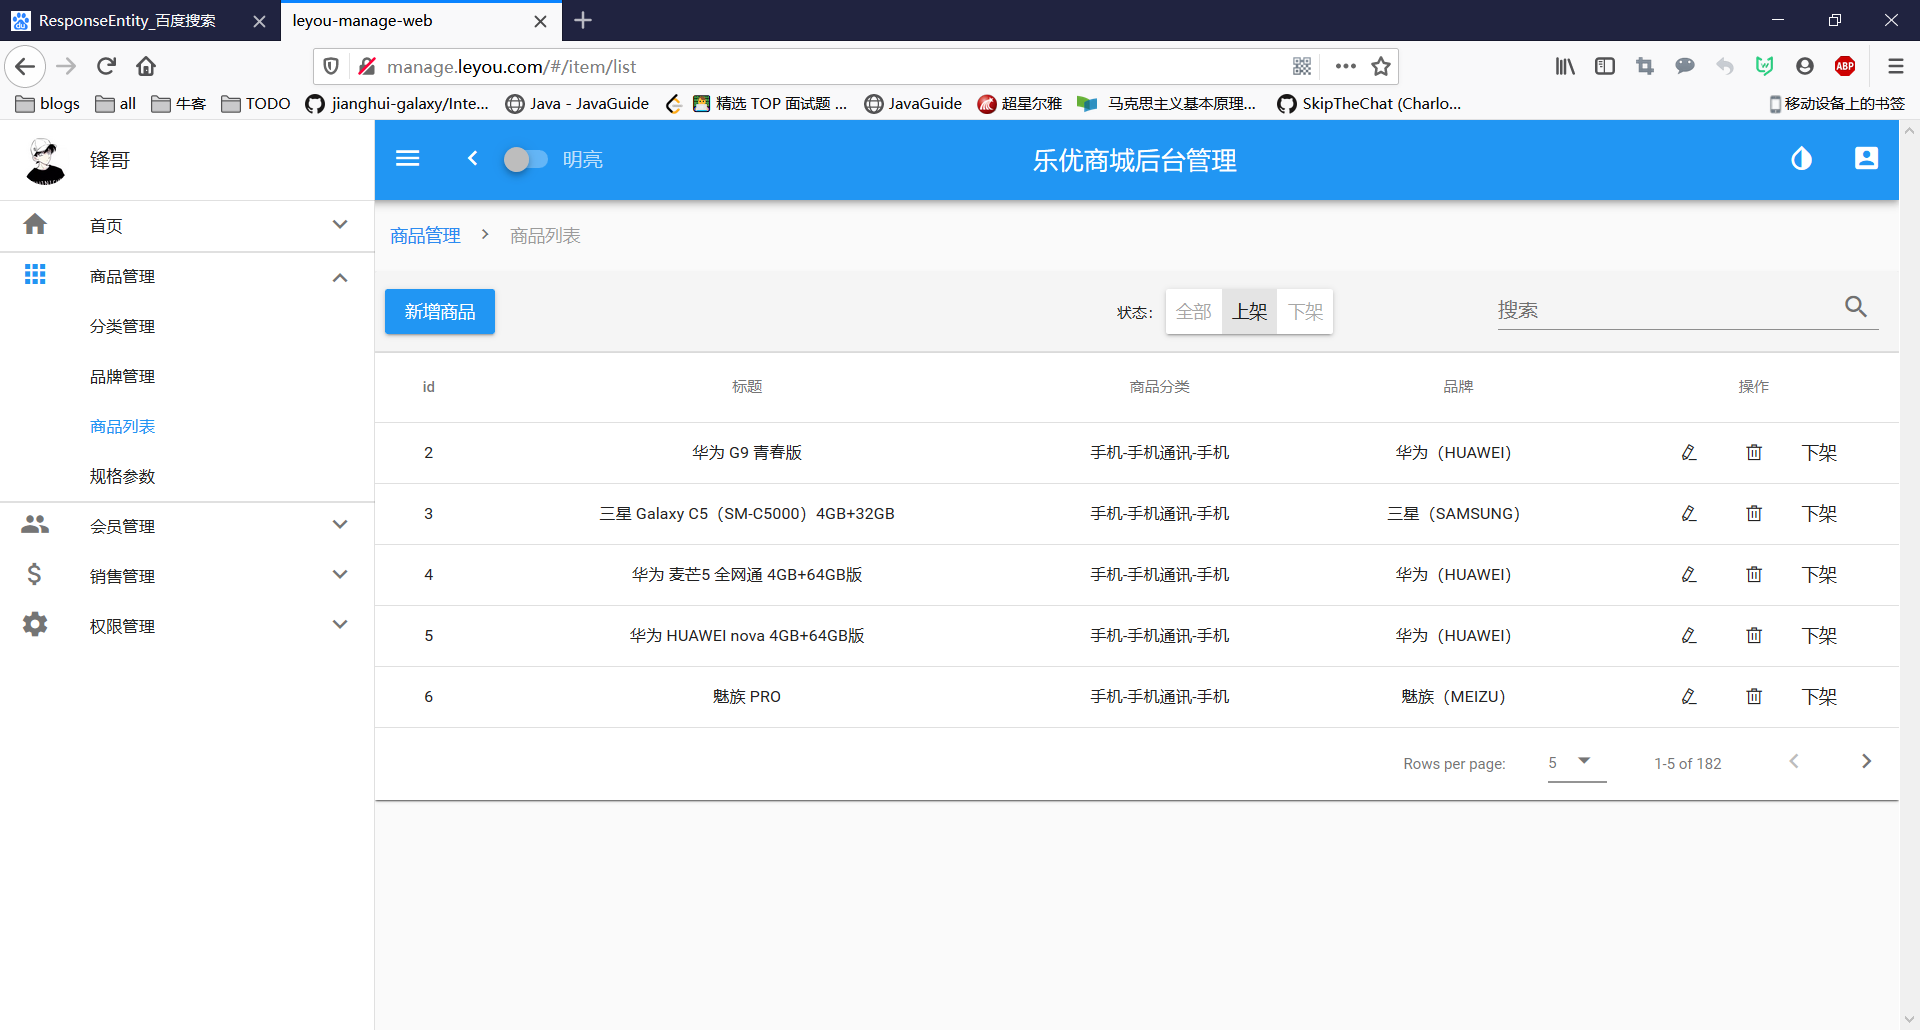 ResponseEntity_百度搜索
leyou-manage-web
manage.leyou.com/#/item/list
ABP
blogs
all
牛客
TODO
jianghui-galaxy/Inte...
Java - JavaGuide
精选 TOP 面试题 ...
JavaGuide
超星尔雅
马克思主义基本原理...
SkipTheChat (Charlo...
移动设备上的书签
锋哥
明亮
乐优商城后台管理
首页
商品管理
分类管理
品牌管理
商品列表
规格参数
会员管理
销售管理
权限管理
商品管理 > 商品列表
新增商品
状态：
全部 上架 下架
搜索
id 标题 商品分类 品牌 操作
2 华为 G9 青春版 手机-手机通讯-手机 华为（HUAWEI） 下架
3 三星 Galaxy C5（SM-C5000）4GB+32GB 手机-手机通讯-手机 三星（SAMSUNG） 下架
4 华为 麦芒5 全网通 4GB+64GB版 手机-手机通讯-手机 华为（HUAWEI） 下架
5 华为 HUAWEI nova 4GB+64GB版 手机-手机通讯-手机 华为（HUAWEI） 下架
6 魅族 PRO 手机-手机通讯-手机 魅族（MEIZU） 下架
Rows per page: 5 1-5 of 182